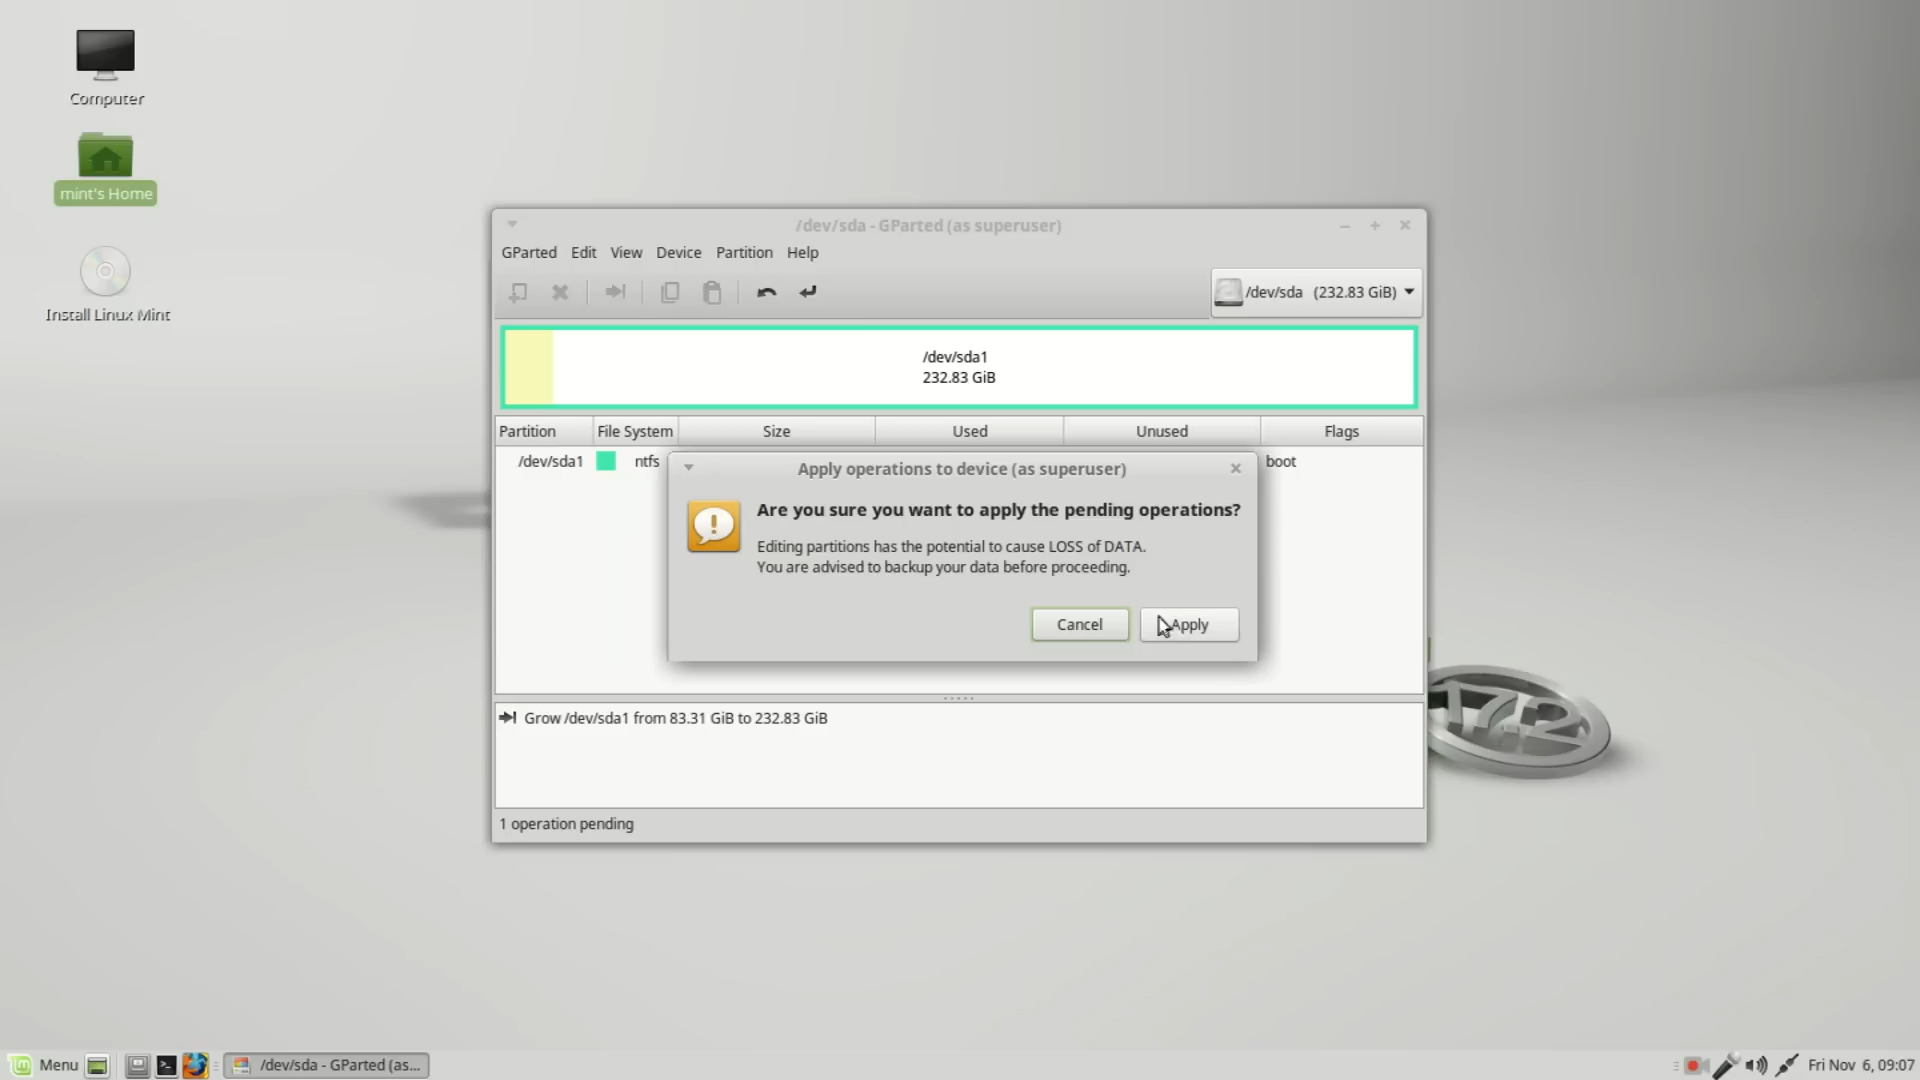 Computer
mint's Home
Install Linux Mint
/dev/sda - GParted (as superuser)
GParted Edit View Device Partition Help
/dev/sda (232.83 GiB)
/dev/sda1
232.83 GiB
Partition File System Size Used Unused Flags
/dev/sda1 ntfs boot
Apply operations to device (as superuser)
Are you sure you want to apply the pending operations?
Editing partitions has the potential to cause LOSS of DATA.
You are advised to backup your data before proceeding.
Cancel Apply
17.2
Grow /dev/sda1 from 83.31 GiB to 232.83 GiB
1 operation pending
Menu /dev/sda - GParted (as... Fri Nov 6, 09:07